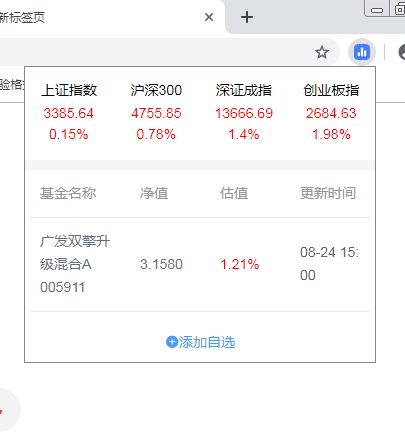 新标签页
验格
上证指数 沪深300 深证成指 创业板指
3385.64 4755.85 13666.69 2684.63
0.15% 0.78% 1.4% 1.98%
基金名称 净值 估值 更新时间
广发双擎升
级混合A
005911
3.1580
1.21%
08-24 15:
00
添加自选